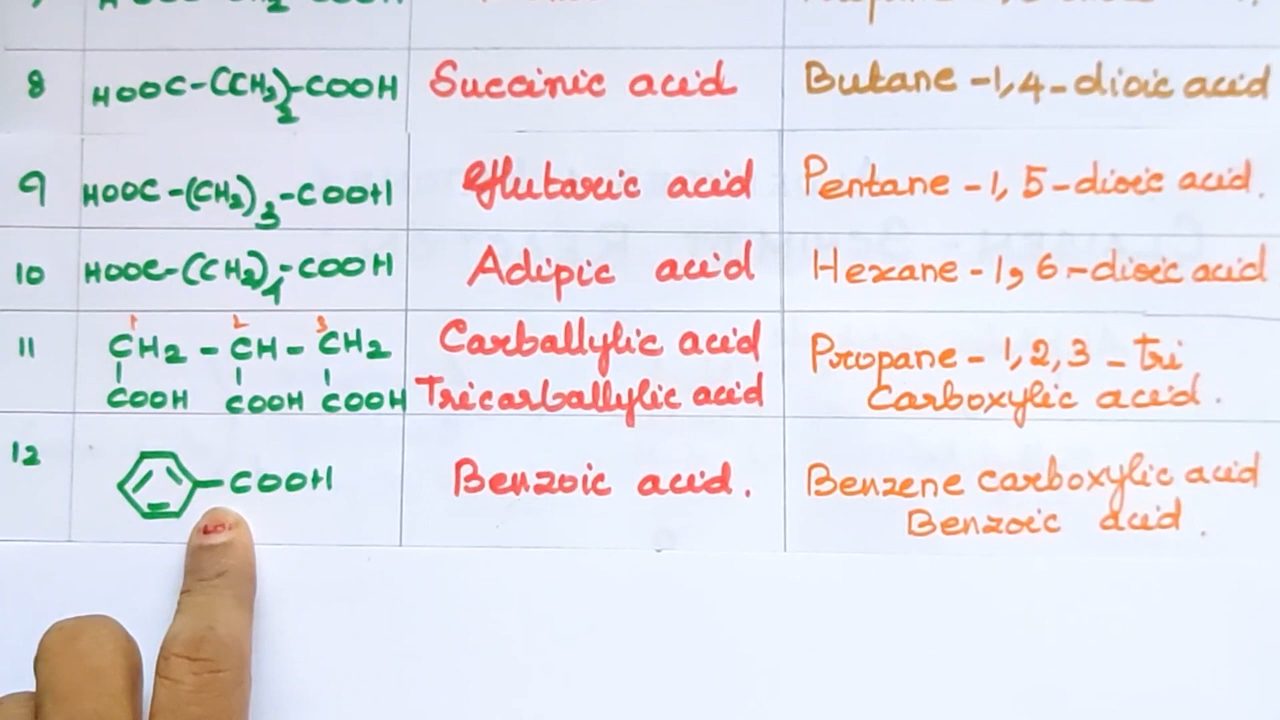 8 HOOC-(CH₂)₂-COOH Succinic acid Butane -1,4-dioic acid
9 HOOC-(CH₂)₃-COOH Glutaric acid Pentane -1,5-dioic acid.
10 HOOC-(CH₂)₄-COOH Adipic acid Hexane -1,6-dioic acid
1 2 3
11 CH₂ - CH - CH₂ Carballylic acid Propane - 1,2,3 - tri
COOH COOH COOH Tricarballylic acid Carboxylic acid.
12 COOH Benzoic acid. Benzene carboxylic acid
Benzoic acid.